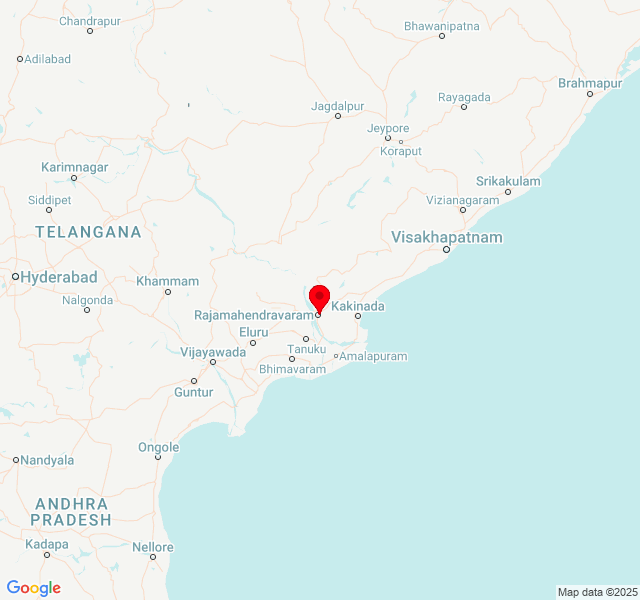 Chandrapur
Bhawanipatna
Adilabad
Brahmapur
Rayagada
Jagdalpur
Jeypore
Koraput
Karimnagar
Srikakulam
Siddipet
Vizianagaram
TELANGANA
Visakhapatnam
Hyderabad
Khammam
Nalgonda
Kakinada
Rajamahendravaram
Eluru
Tanuku
Vijayawada
Amalapuram
Bhimavaram
Guntur
Ongole
Nandyala
ANDHRA
PRADESH
Kadapa
Nellore
Google
Map data ©2025